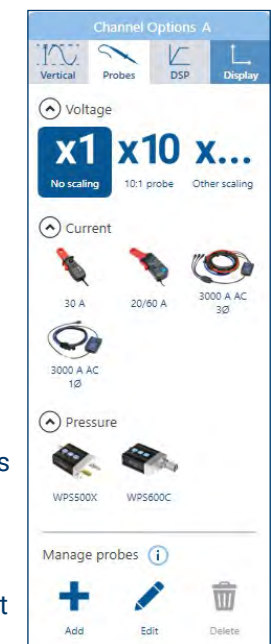 Channel Options A
Vertical Probes DSP Display
Voltage
x1 x10 x...
No scaling 10:1 probe Other scaling
Current
30 A 20/60 A 3000 A AC
3Ø
3000 A AC
1Ø
Pressure
s
WPS500X WPS600C
Manage probes i
t
Add Edit Delete